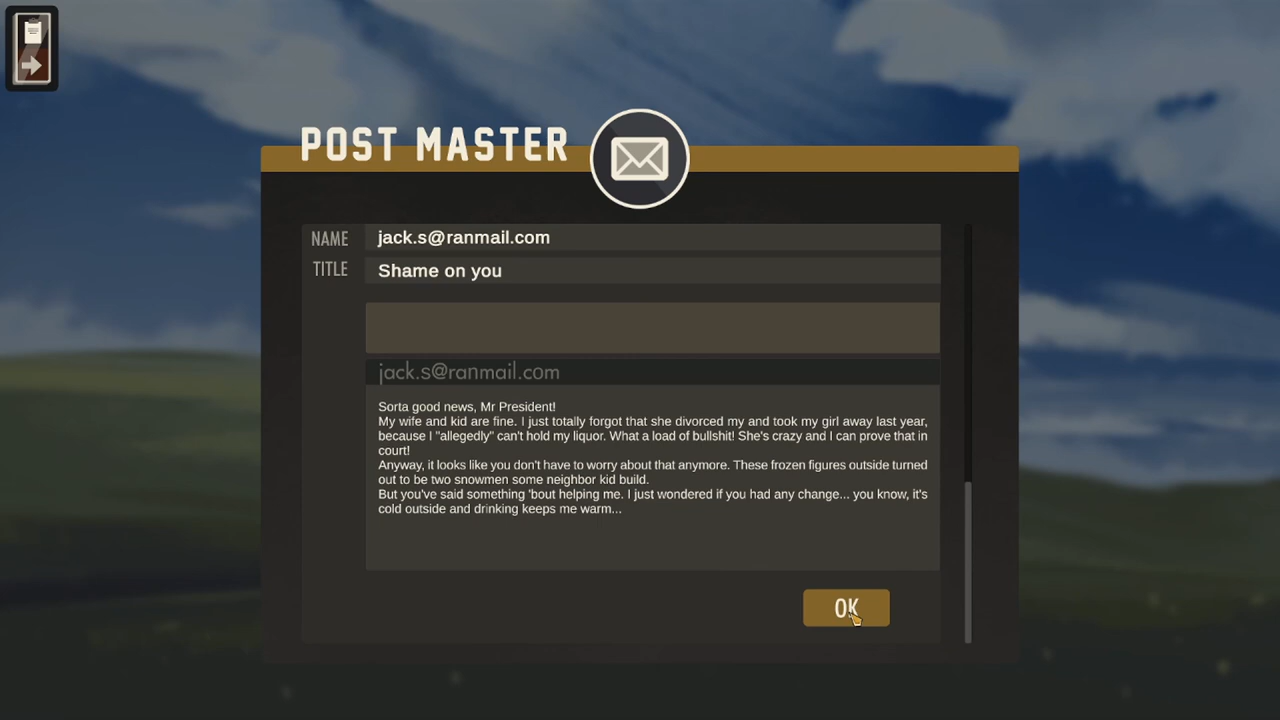 POST MASTER
NAME jack.s@ranmail.com
TITLE Shame on you
jack.s@ranmail.com
Sorta good news, Mr President!
My wife and kid are fine. I just totally forgot that she divorced my and took my girl away last year,
because I "allegedly" can't hold my liquor. What a load of bullshit! She's crazy and I can prove that in
court!
Anyway, it looks like you don't have to worry about that anymore. These frozen figures outside turned
out to be two snowmen some neighbor kid build.
But you've said something 'bout helping me. I just wondered if you had any change... you know, it's
cold outside and drinking keeps me warm...
OK